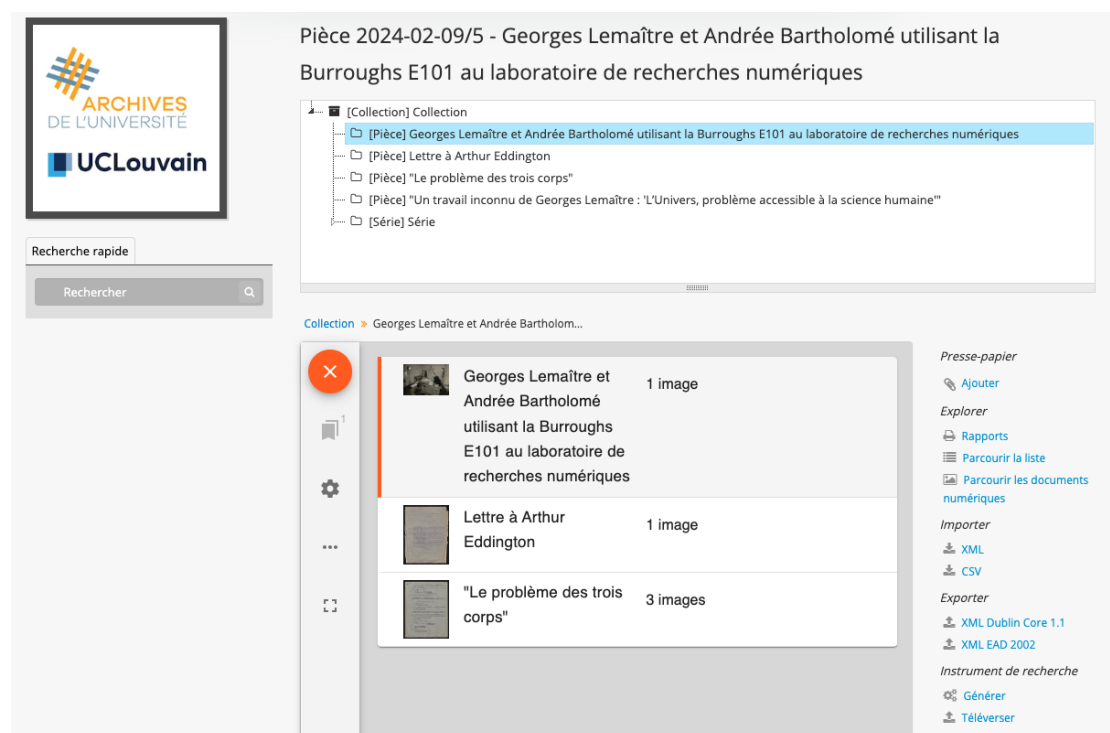 ARCHIVES
DE L'UNIVERSITÉ
UCLouvain
Recherche rapide
Rechercher
Pièce 2024-02-09/5 - Georges Lemaître et Andrée Bartholomé utilisant la
Burroughs E101 au laboratoire de recherches numériques
[Collection] Collection
[Pièce] Georges Lemaître et Andrée Bartholomé utilisant la Burroughs E101 au laboratoire de recherches numériques
[Pièce] Lettre à Arthur Eddington
[Pièce] "Le problème des trois corps"
[Pièce] "Un travail inconnu de Georges Lemaître : 'L'Univers, problème accessible à la science humaine'"
[Série] Série
Collection » Georges Lemaître et Andrée Bartholom...
1
Georges Lemaître et
Andrée Bartholomé
utilisant la Burroughs
E101 au laboratoire de
recherches numériques
1 image
Lettre à Arthur
Eddington
1 image
"Le problème des trois
corps"
3 images
Presse-papier
Ajouter
Explorer
Rapports
Parcourir la liste
Parcourir les documents
numériques
Importer
XML
CSV
Exporter
XML Dublin Core 1.1
XML EAD 2002
Instrument de recherche
Générer
Téléverser